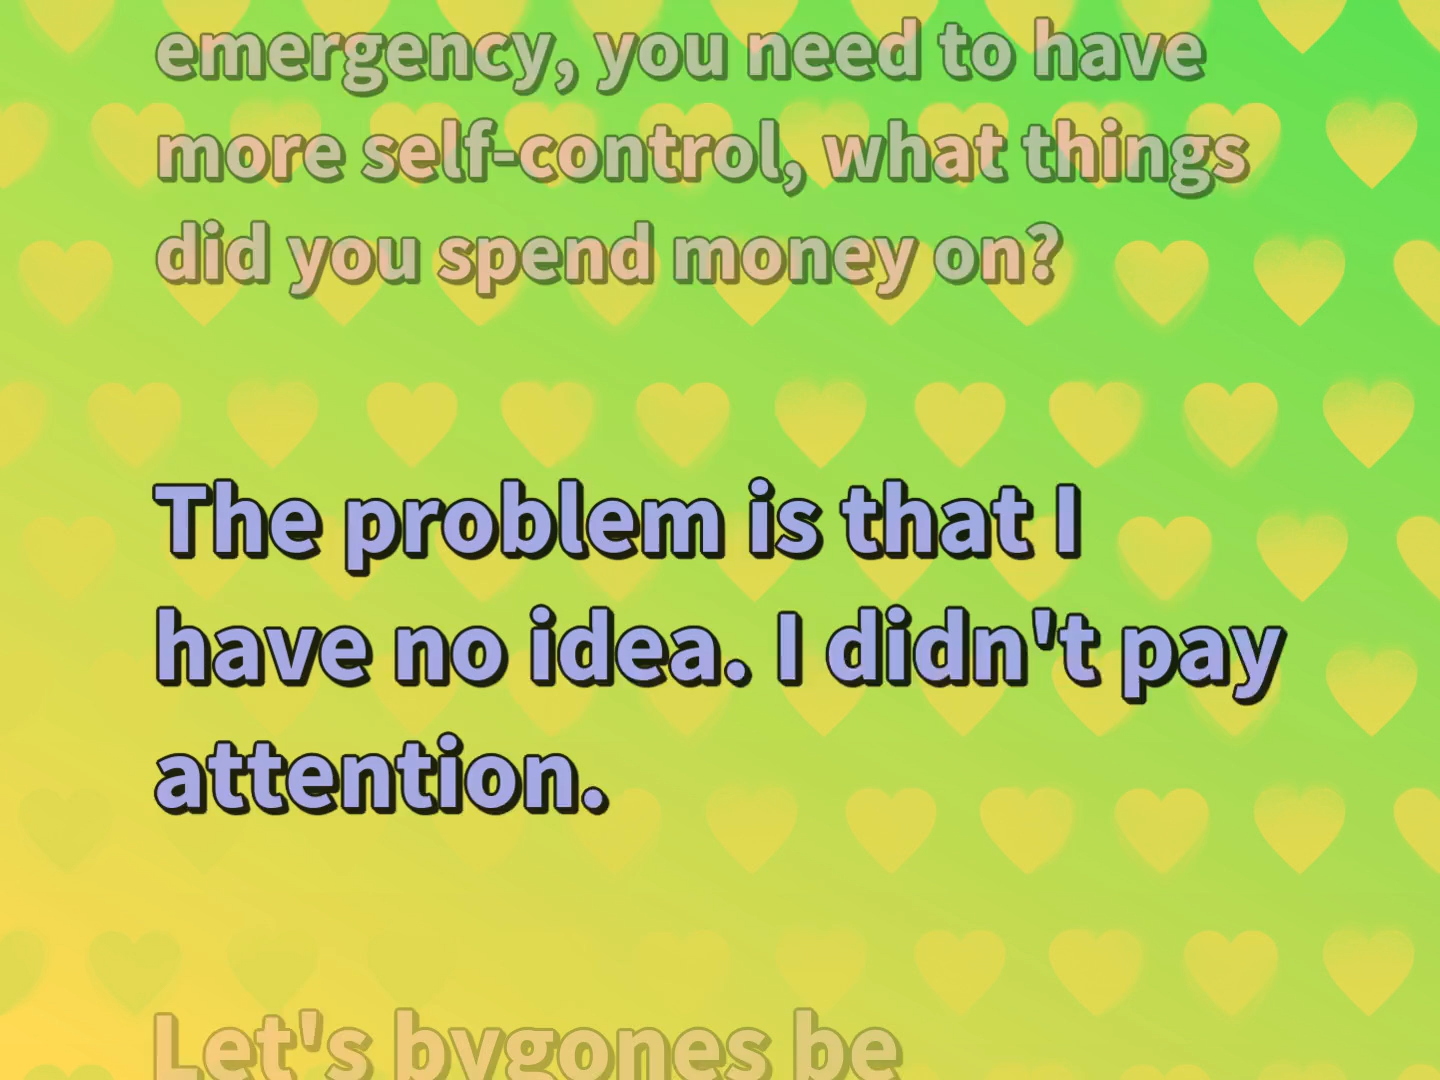 emergency, you need to have
more self-control, what things
did you spend money on?
The problem is that I
have no idea. I didn't pay
attention.
Let's bygones be